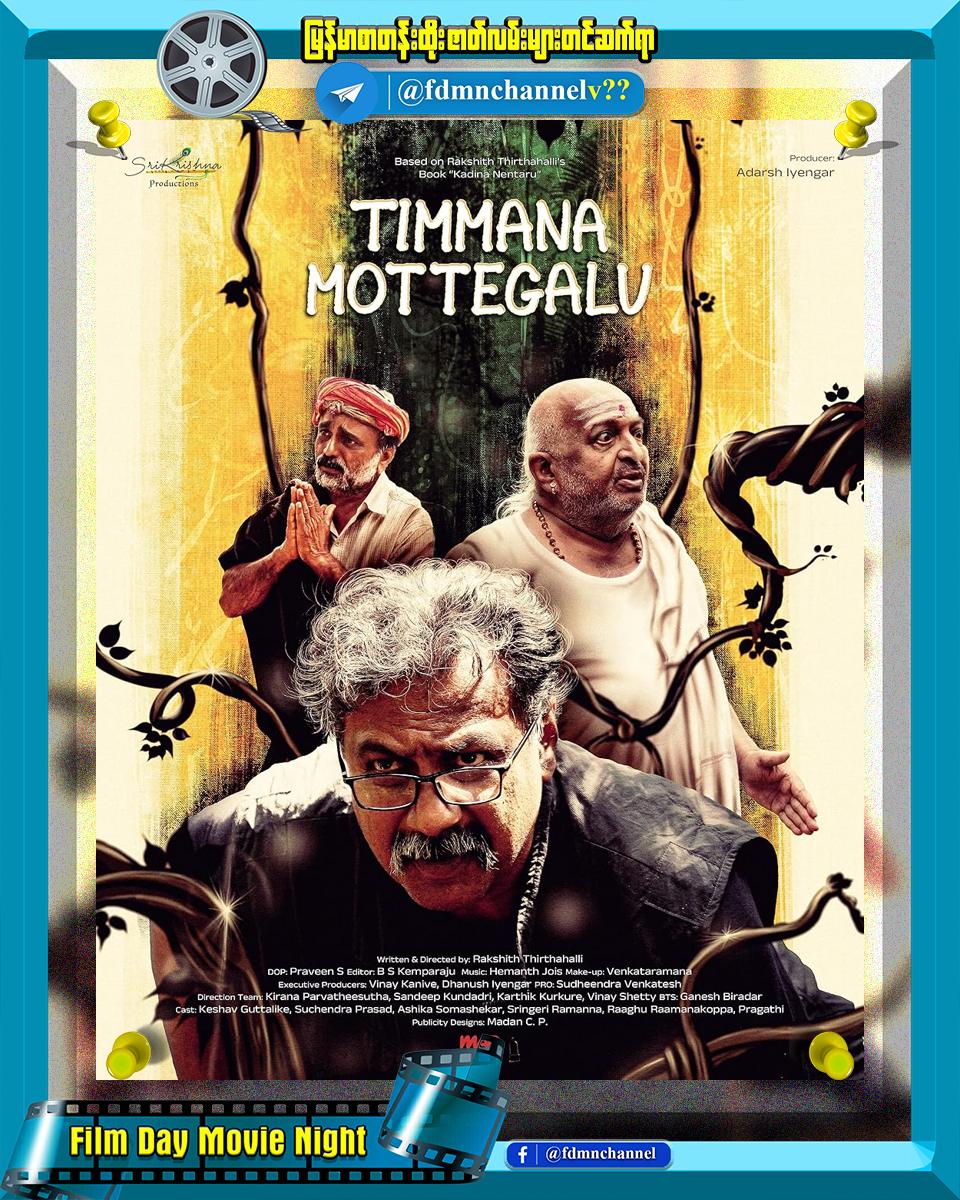 မြန်မာစာတန်းထိုးဇာတ်လမ်းများတင်ဆက်ရာ
@fdmnchannelv??
SriKrishna
Productions
Based on Rakshith Thirthahalli's
Book "Kadina Nentaru"
Producer:
Adarsh Iyengar
TIMMANA
MOTTEGALU
Written & Directed by: Rakshith Thirthahalli
DOP: Praveen S Editor: B S Kemparaju Music: Hemanth Jois Make-up: Venkataramana
Executive Producers: Vinay Kanive, Dhanush Iyengar PRO: Sudheendra Venkatesh
Direction Team: Kirana Parvatheesutha, Sandeep Kundadri, Karthik Kurkure, Vinay Shetty BTS: Ganesh Biradar
Cast: Keshav Guttalike, Suchendra Prasad, Ashika Somashekar, Sringeri Ramanna, Raaghu Raamanakoppa, Pragathi
Publicity Designs: Madan C. P.
Film Day Movie Night
@fdmnchannel